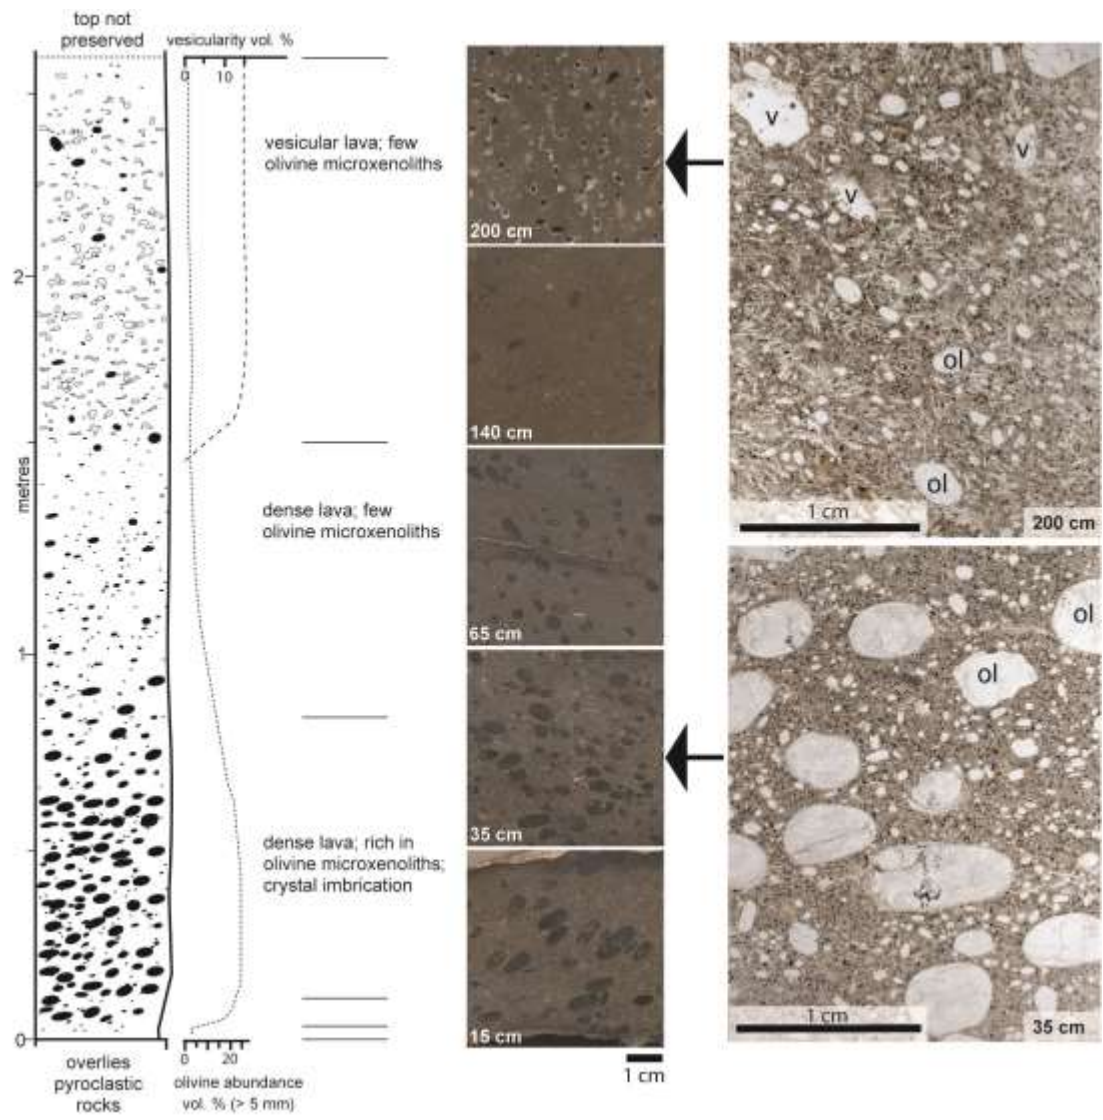 top not
preserved
vesicularity vol. %
0 10
vesicular lava; few
olivine microxenoliths
2
metres
dense lava; few
olivine microxenoliths
1
dense lava; rich in
olivine microxenoliths;
crystal imbrication
0
0 20
overlies
pyroclastic
rocks
olivine abundance
vol. % (> 5 mm)
200 cm
140 cm
65 cm
35 cm
15 cm
1 cm
v
v
v
ol
ol
1 cm
200 cm
ol
ol
1 cm
35 cm